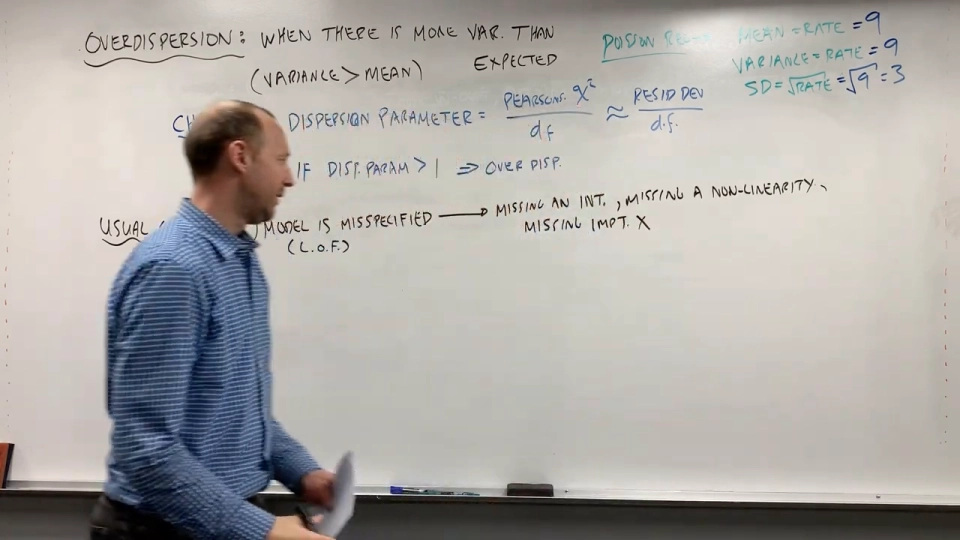 OVERDISPERSION: WHEN THERE IS MORE VAR. THAN EXPECTED
(VARIANCE > MEAN)
POISSON
MEAN = RATE = 9
VARIANCE = RATE = 9
SD = √RATE = √9 = 3
DISPERSION PARAMETER = PEARSONS χ² / df ≈ RESID DEV / d.f.
IF DISP. PARAM > 1 ⇒ OVER DISP.
USUAL MODEL IS MISSPECIFIED → MISSING AN INT., MISSING A NON-LINEARITY,
(L.O.F.) MISSING IMPT. X